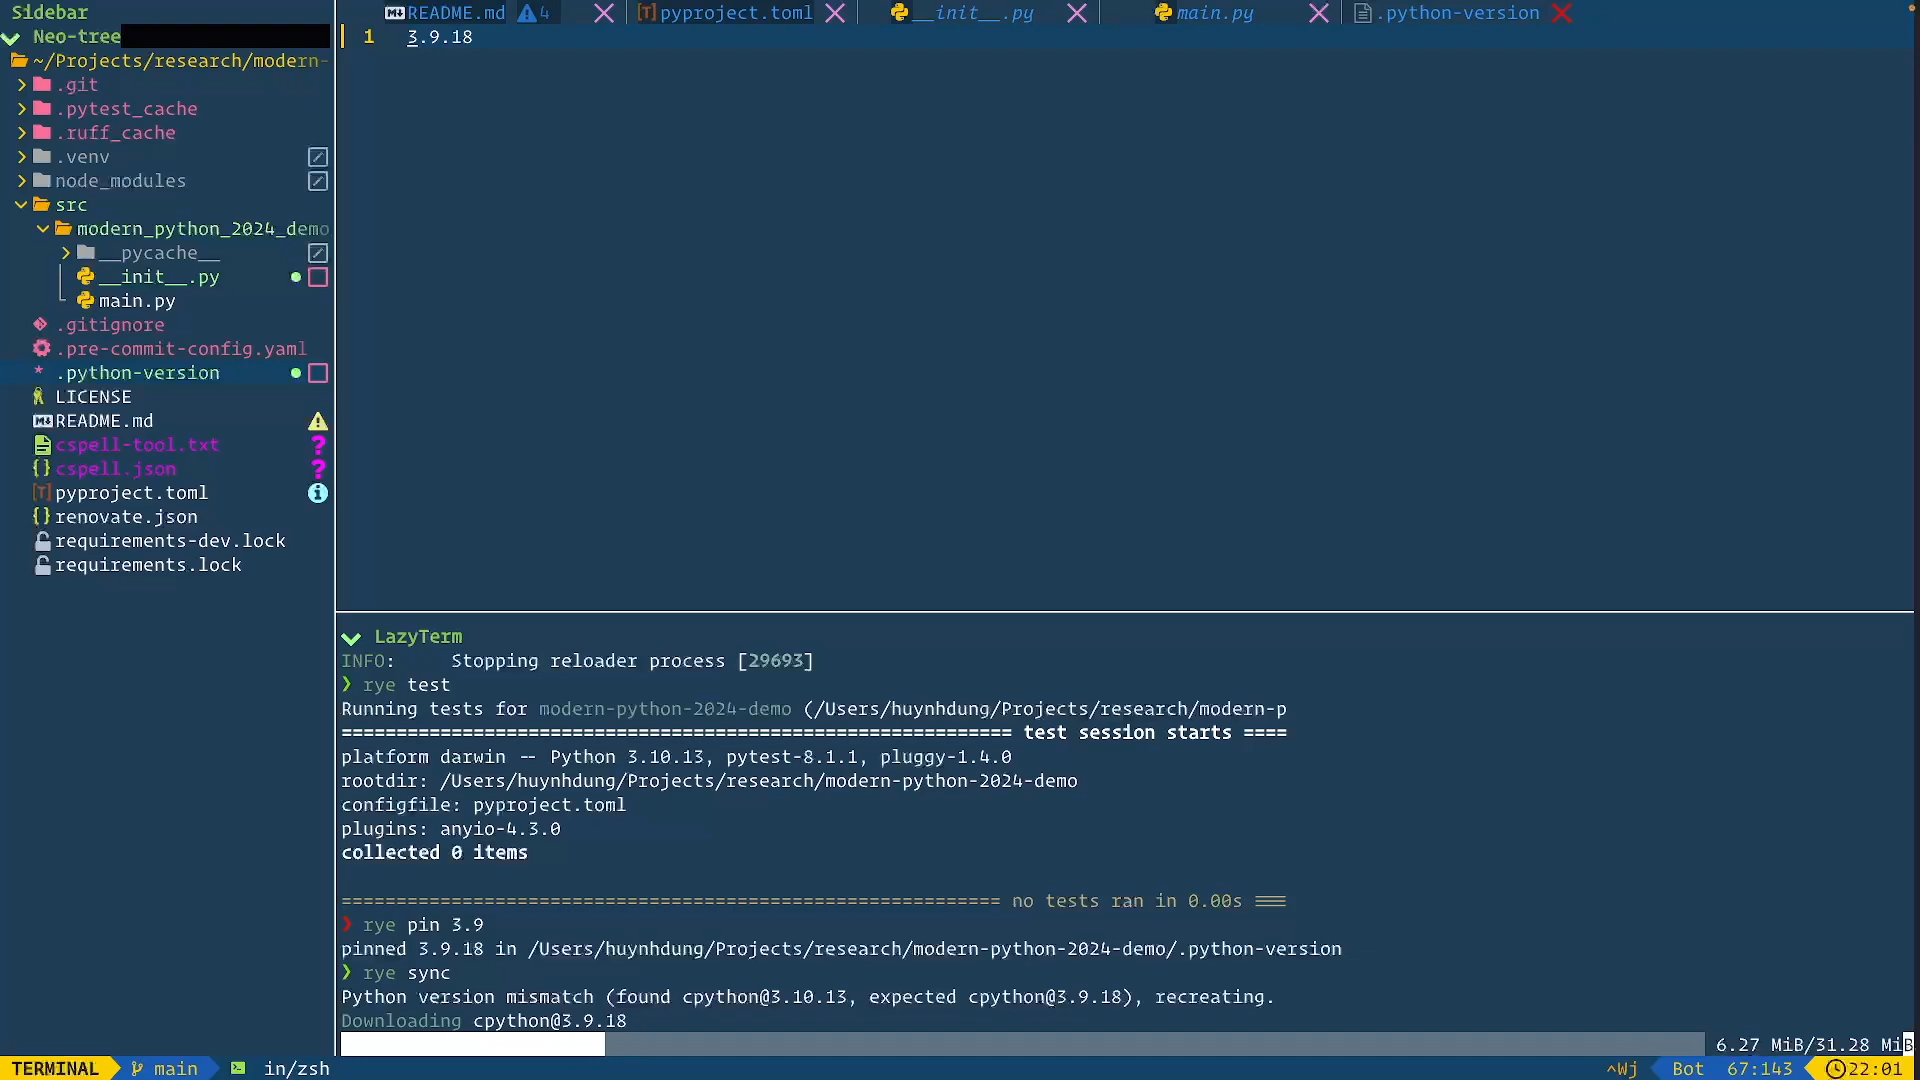 Sidebar
README.md 4
pyproject.toml
__init__.py
main.py
.python-version
Neo-tree
1 3.9.18
~/Projects/research/modern-
.git
.pytest_cache
.ruff_cache
.venv
node_modules
src
modern_python_2024_demo
__pycache__
__init__.py
main.py
.gitignore
.pre-commit-config.yaml
* .python-version
LICENSE
README.md
cspell-tool.txt ?
{} cspell.json ?
[T] pyproject.toml
{} renovate.json
requirements-dev.lock
requirements.lock
LazyTerm
INFO: Stopping reloader process [29693]
❯ rye test
Running tests for modern-python-2024-demo (/Users/huynhdung/Projects/research/modern-p
============================================================= test session starts ====
platform darwin -- Python 3.10.13, pytest-8.1.1, pluggy-1.4.0
rootdir: /Users/huynhdung/Projects/research/modern-python-2024-demo
configfile: pyproject.toml
plugins: anyio-4.3.0
collected 0 items
============================================================ no tests ran in 0.00s ===
❯ rye pin 3.9
pinned 3.9.18 in /Users/huynhdung/Projects/research/modern-python-2024-demo/.python-version
❯ rye sync
Python version mismatch (found cpython@3.10.13, expected cpython@3.9.18), recreating.
Downloading cpython@3.9.18
6.27 MiB/31.28 MiB
TERMINAL main in/zsh ^Wj Bot 67:143 22:01